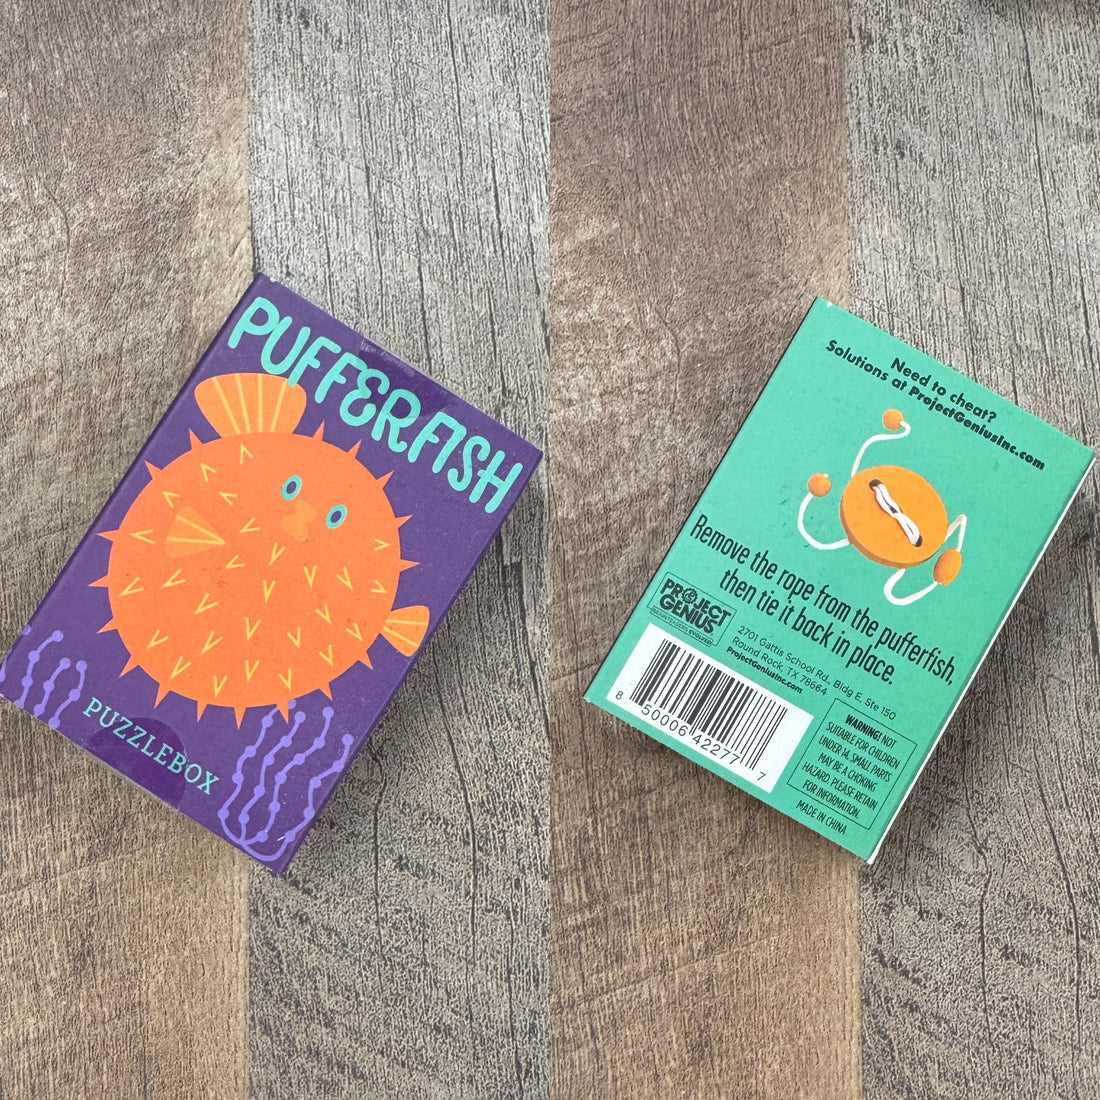 PUFFERFISH
PUZZLEBOX
Need to cheat?
Solutions at ProjectGeniusInc.com
Remove the rope from the pufferfish,
then tie it back in place.
PROJECT
GENIUS
2701 Gattis School Rd, Bldg E, Ste 150
Round Rock, TX 78664
ProjectGeniusInc.com
8 50006 42277 7
WARNING! NOT
SUITABLE FOR CHILDREN
UNDER 14. SMALL PARTS
MAY BE A CHOKING
HAZARD. PLEASE RETAIN
FOR INFORMATION.
MADE IN CHINA